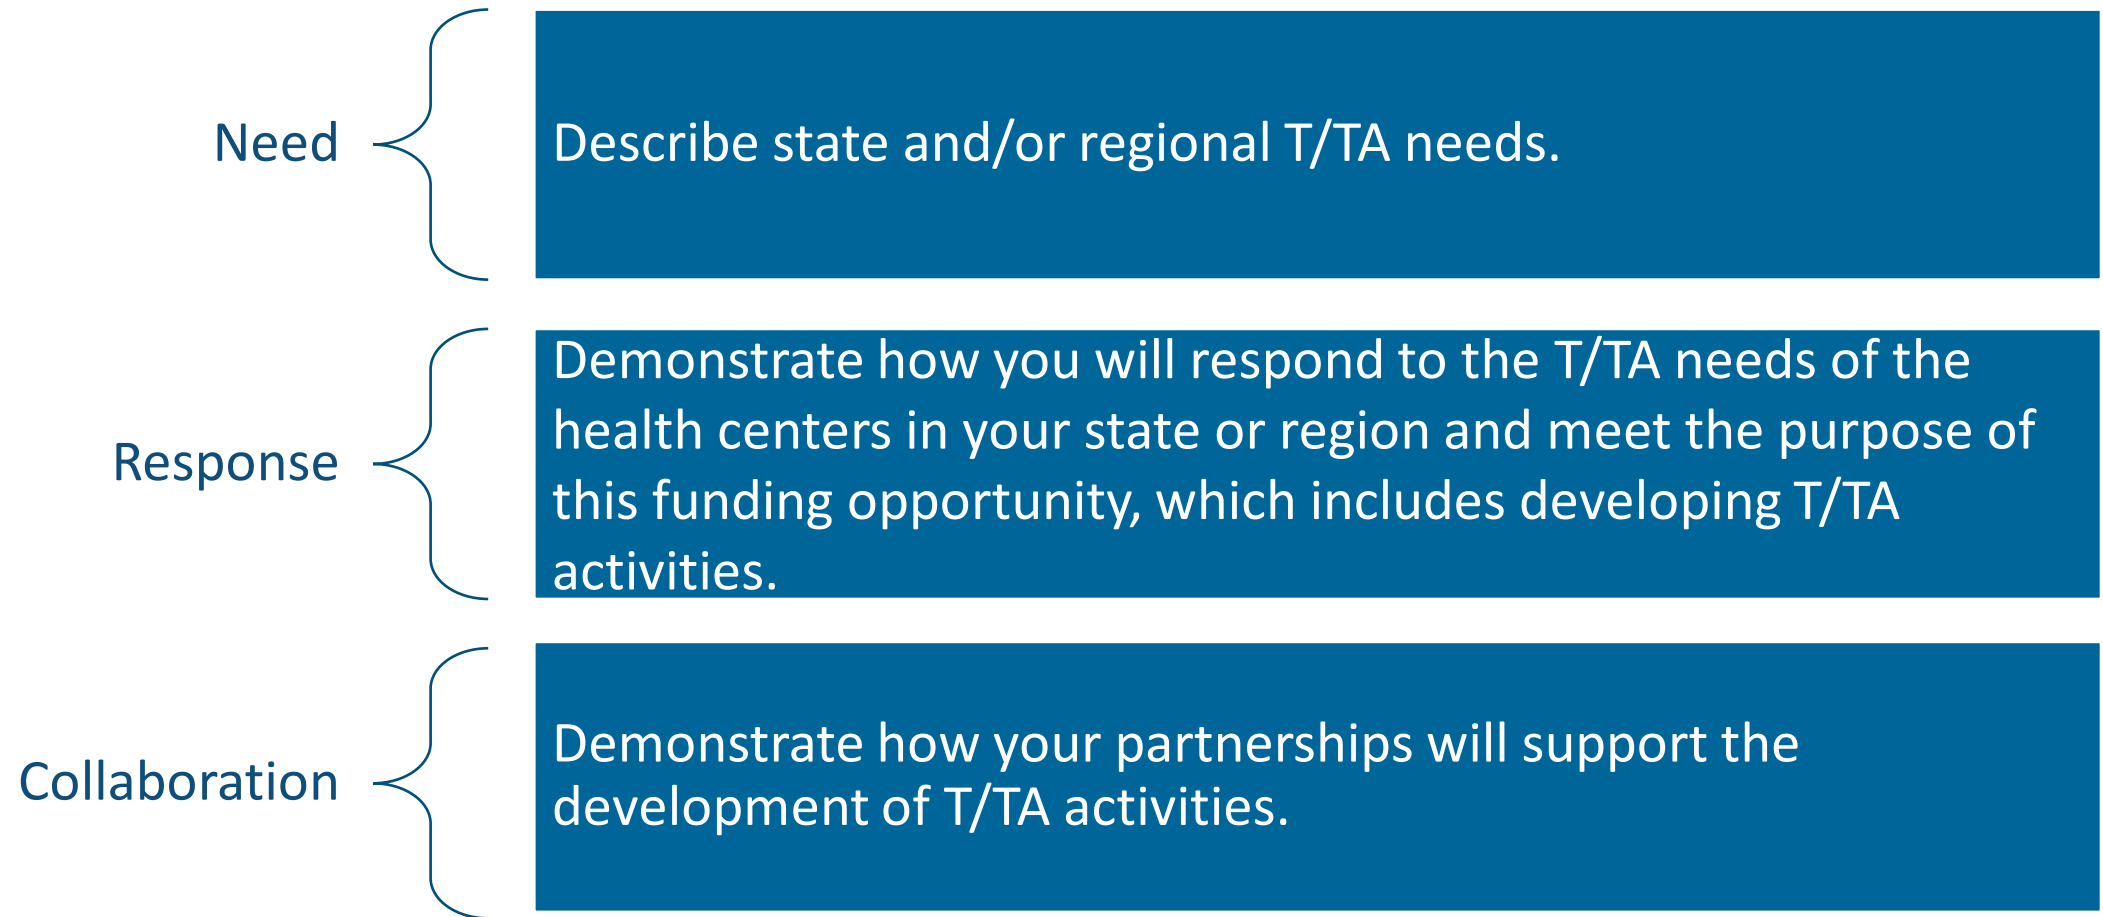 Need
Describe state and/or regional T/TA needs.
Response
Demonstrate how you will respond to the T/TA needs of the
health centers in your state or region and meet the purpose of
this funding opportunity, which includes developing T/TA
activities.
Collaboration
Demonstrate how your partnerships will support the
development of T/TA activities.